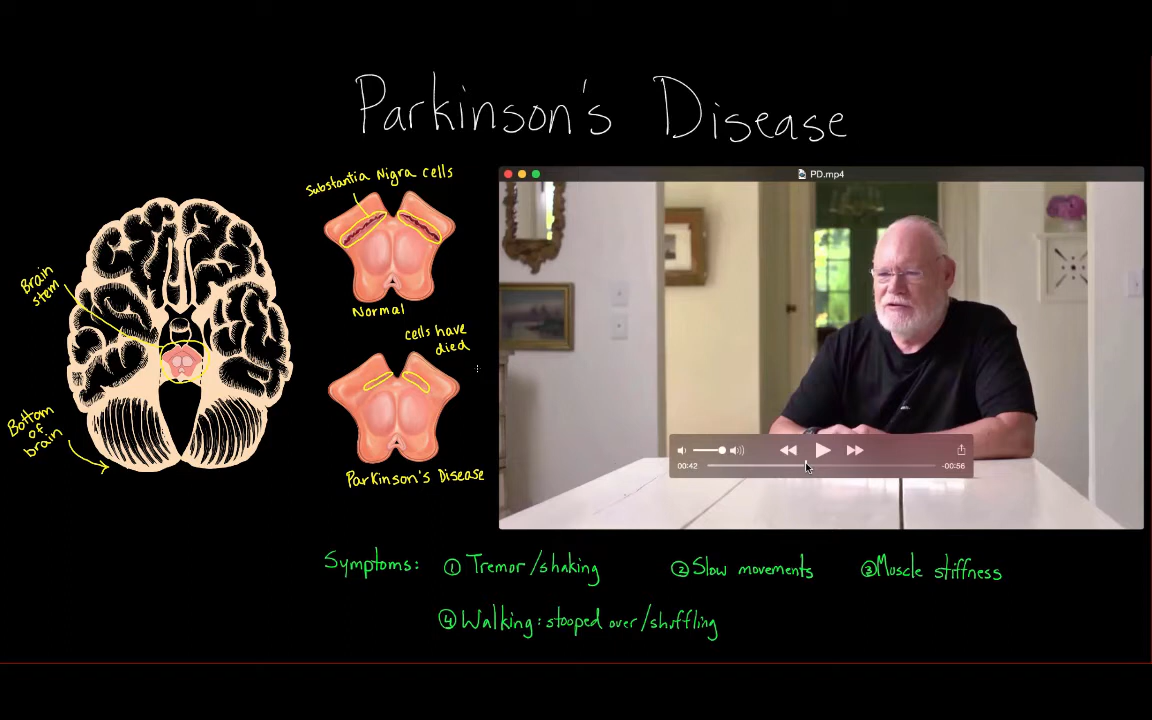 Parkinson's Disease
Substantia Nigra cells
Brain
stem
Normal
cells have
died
Bottom
of
brain
Parkinson's Disease
PD.mp4
00:42
-00:56
Symptoms: ① Tremor/shaking ② Slow movements ③ Muscle stiffness
④ Walking: stooped over/shuffling